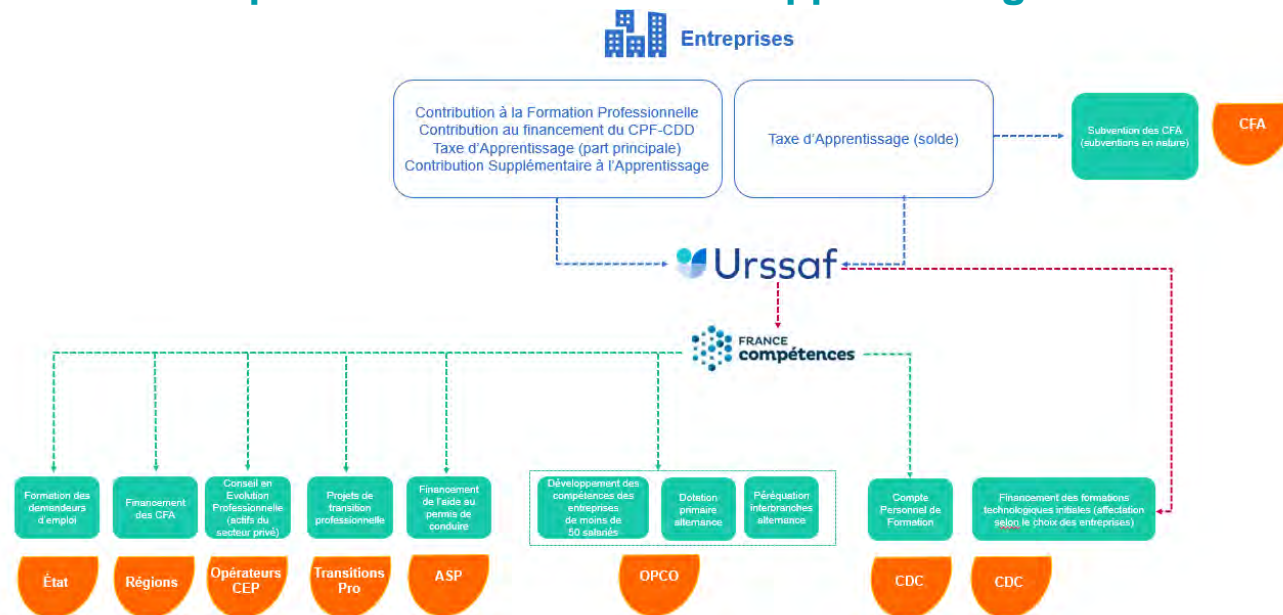 Entreprises
Contribution à la Formation Professionnelle
Contribution au financement du CPF-CDD
Taxe d'Apprentissage (part principale)
Contribution Supplémentaire à l'Apprentissage
Taxe d'Apprentissage (solde)
Subvention des CFA
(subventions en nature)
CFA
Urssaf
FRANCE
compétences
Formation des
demandeurs
d'emploi
Financement
des CFA
Conseil en
Evolution
Professionnelle
(actifs du
secteur privé)
Projets de
transition
professionnelle
Financement
de l'aide au
permis de
conduire
Développement des
compétences des
entreprises
de moins de
50 salariés
Dotation
primaire
alternance
Péréquation
interbranches
alternance
Compte
Personnel de
Formation
Financement des formations
technologiques initiales (affectation
selon le choix des entreprises)
État
Régions
Opérateurs
CEP
Transitions
Pro
ASP
OPCO
CDC
CDC